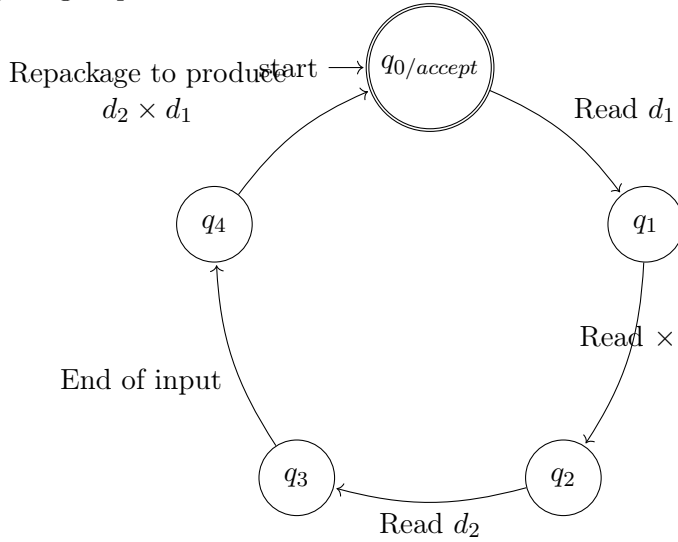 start
q0/accept
Repackage to produce
d2 × d1
Read d1
q4
q1
Read ×
End of input
q3
q2
Read d2